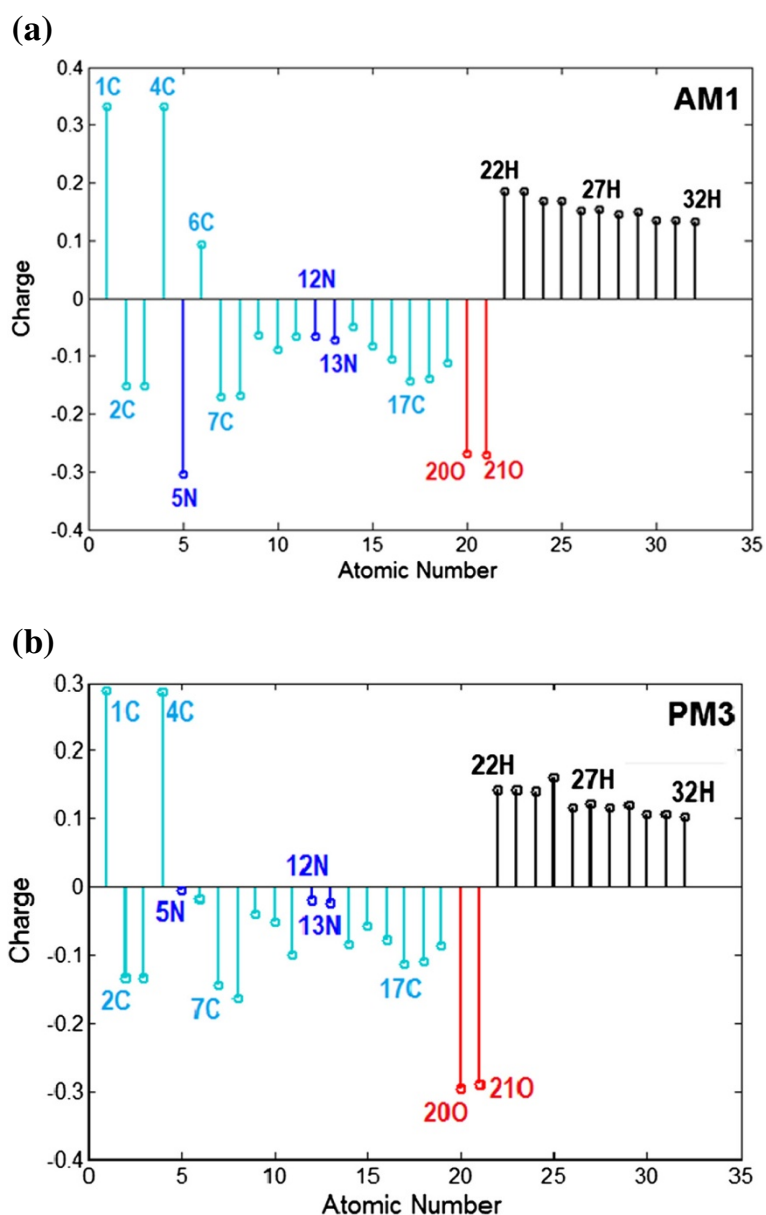 (a)
0.4
0.3
0.2
0.1
0
-0.1
-0.2
-0.3
-0.4
Charge
1C
4C
AM1
22H
27H
32H
6C
12N
13N
2C
7C
17C
5N
20O
21O
0 5 10 15 20 25 30 35
Atomic Number
(b)
0.3
0.2
0.1
0
-0.1
-0.2
-0.3
-0.4
Charge
1C
4C
PM3
22H
27H
32H
12N
5N
13N
2C
7C
17C
20O
21O
0 5 10 15 20 25 30 35
Atomic Number